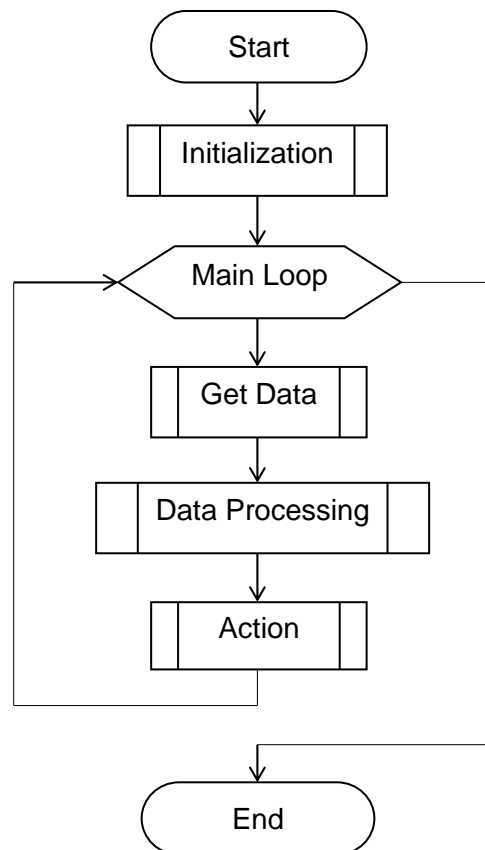 Start
Initialization
Main Loop
Get Data
Data Processing
Action
End